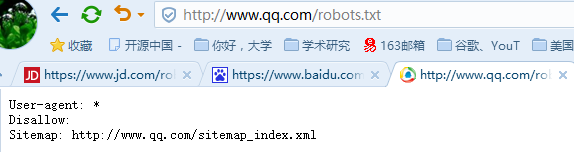 http://www.qq.com/robots.txt
收藏 开源中国 - 你好，大学 学术研究 163邮箱 谷歌、YouT 美国
https://www.jd.com/ro https://www.baidu.com http://www.qq.com/rob
User-agent: *
Disallow:
Sitemap: http://www.qq.com/sitemap_index.xml